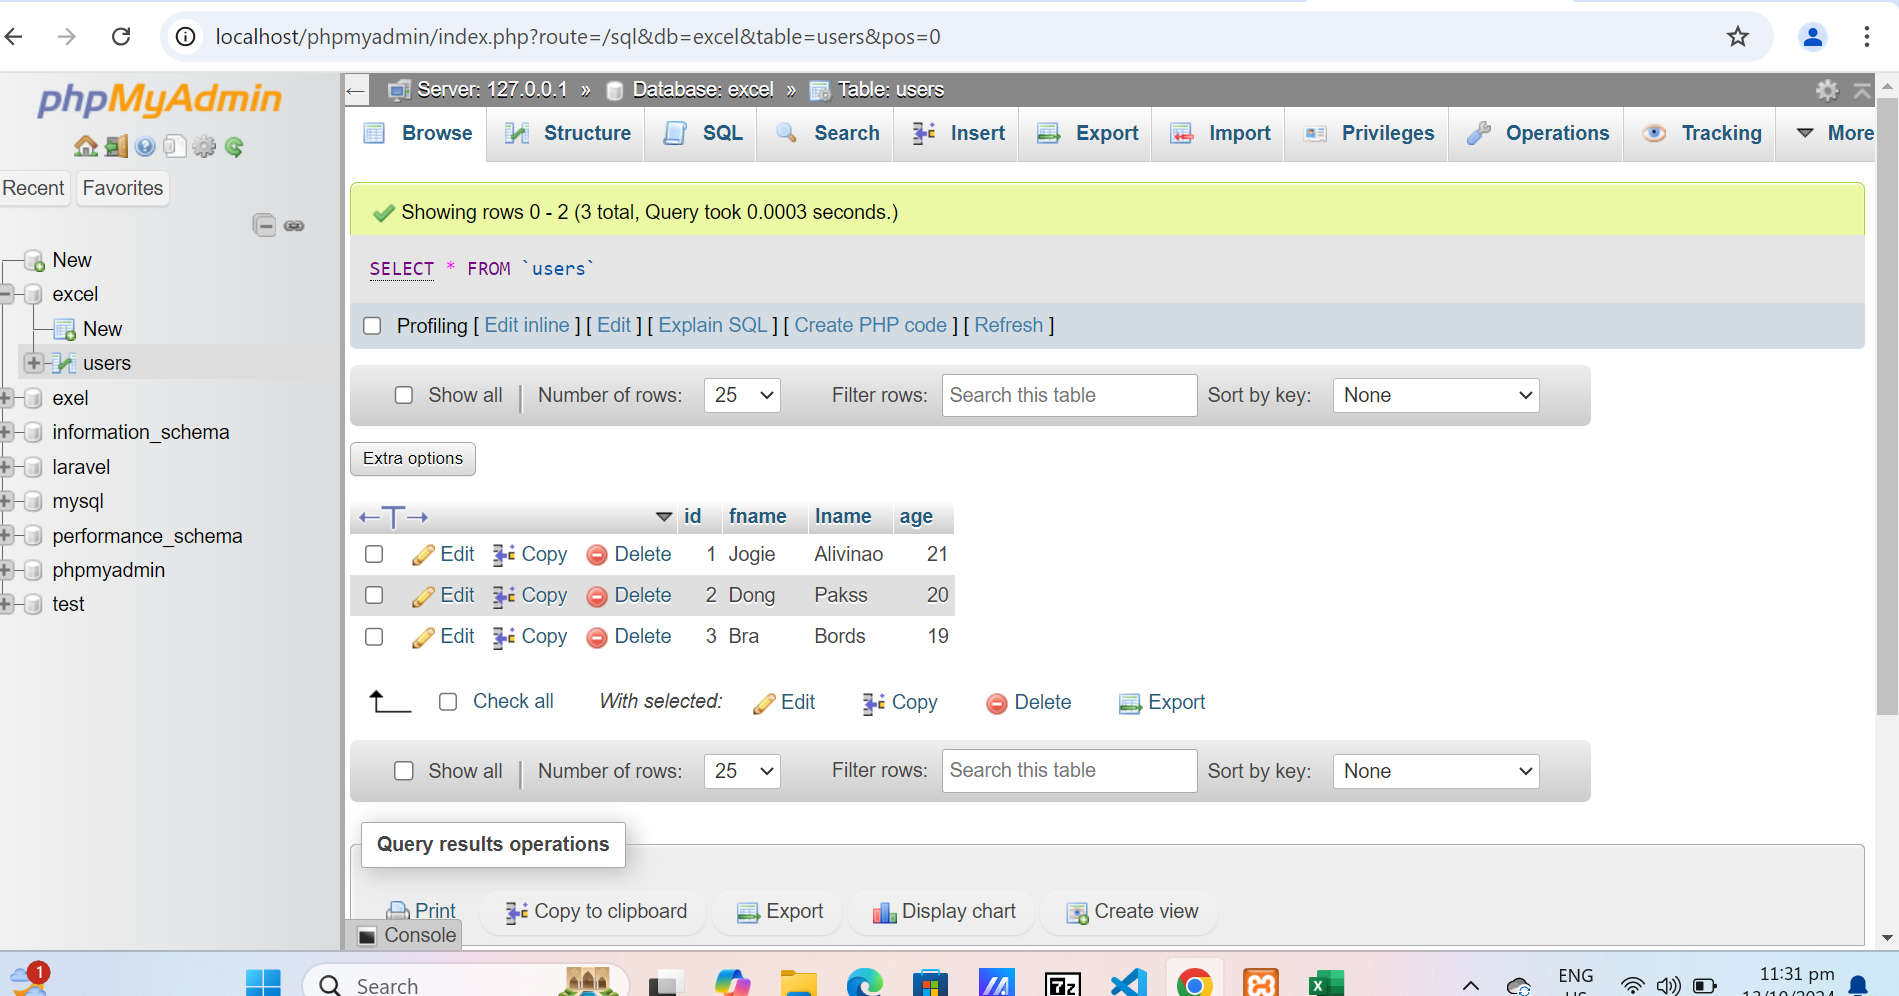 localhost/phpmyadmin/index.php?route=/sql&db=excel&table=users&pos=0
phpMyAdmin
Recent Favorites
New
excel
New
users
exel
information_schema
laravel
mysql
performance_schema
phpmyadmin
test
Server: 127.0.0.1 » Database: excel » Table: users
Browse Structure SQL Search Insert Export Import Privileges Operations Tracking More
Showing rows 0 - 2 (3 total, Query took 0.0003 seconds.)
SELECT * FROM `users`
Profiling [ Edit inline ] [ Edit ] [ Explain SQL ] [ Create PHP code ] [ Refresh ]
Show all Number of rows: 25 Filter rows: Search this table Sort by key: None
Extra options
id fname lname age
Edit Copy Delete 1 Jogie Alivinao 21
Edit Copy Delete 2 Dong Pakss 20
Edit Copy Delete 3 Bra Bords 19
Check all With selected: Edit Copy Delete Export
Show all Number of rows: 25 Filter rows: Search this table Sort by key: None
Query results operations
Print Copy to clipboard Export Display chart Create view
Console
1
Search
7z
ENG
11:31 pm